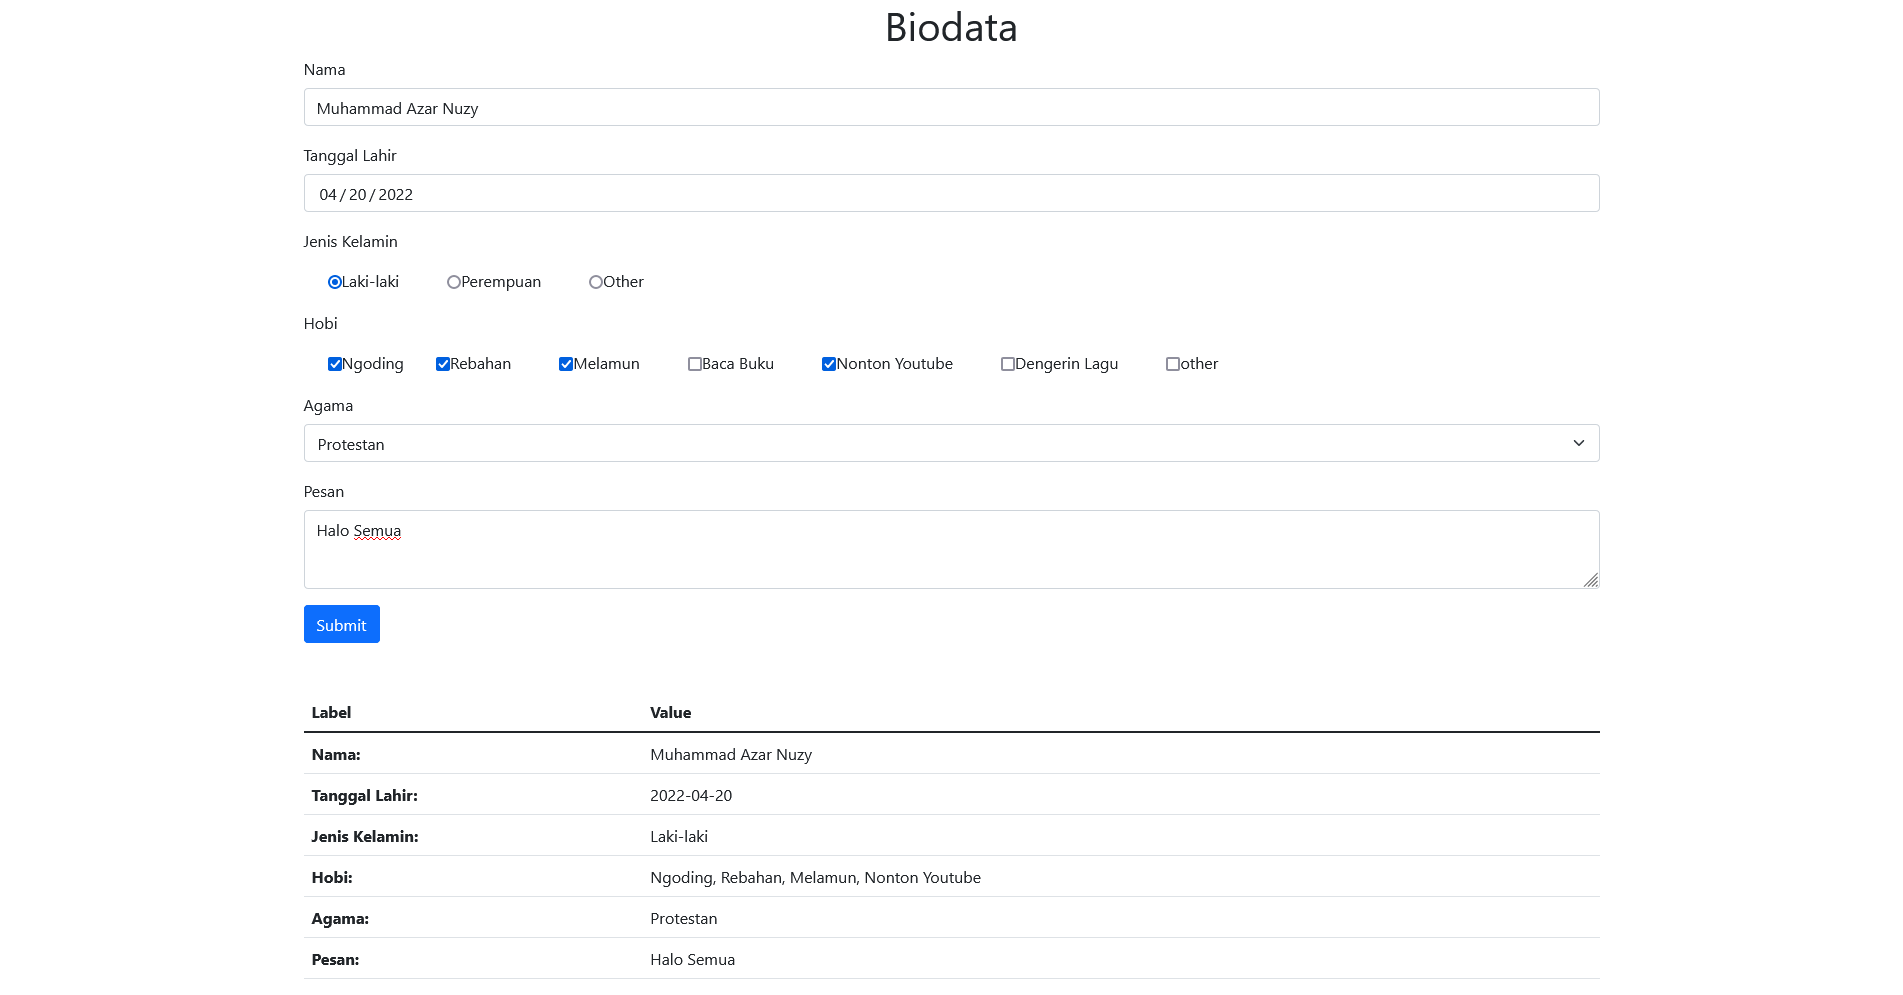 Biodata
Nama
Muhammad Azar Nuzy
Tanggal Lahir
04 / 20 / 2022
Jenis Kelamin
Laki-laki Perempuan Other
Hobi
Ngoding Rebahan Melamun Baca Buku Nonton Youtube Dengerin Lagu other
Agama
Protestan
Pesan
Halo Semua
Submit
Label Value
Nama: Muhammad Azar Nuzy
Tanggal Lahir: 2022-04-20
Jenis Kelamin: Laki-laki
Hobi: Ngoding, Rebahan, Melamun, Nonton Youtube
Agama: Protestan
Pesan: Halo Semua